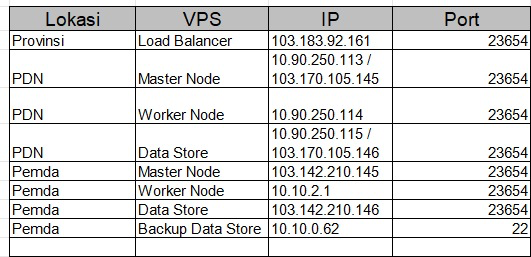 Lokasi VPS IP Port
Provinsi Load Balancer 103.183.92.161 23654
10.90.250.113 /
PDN Master Node 103.170.105.145 23654
PDN Worker Node 10.90.250.114 23654
10.90.250.115 /
PDN Data Store 103.170.105.146 23654
Pemda Master Node 103.142.210.145 23654
Pemda Worker Node 10.10.2.1 23654
Pemda Data Store 103.142.210.146 23654
Pemda Backup Data Store 10.10.0.62 22